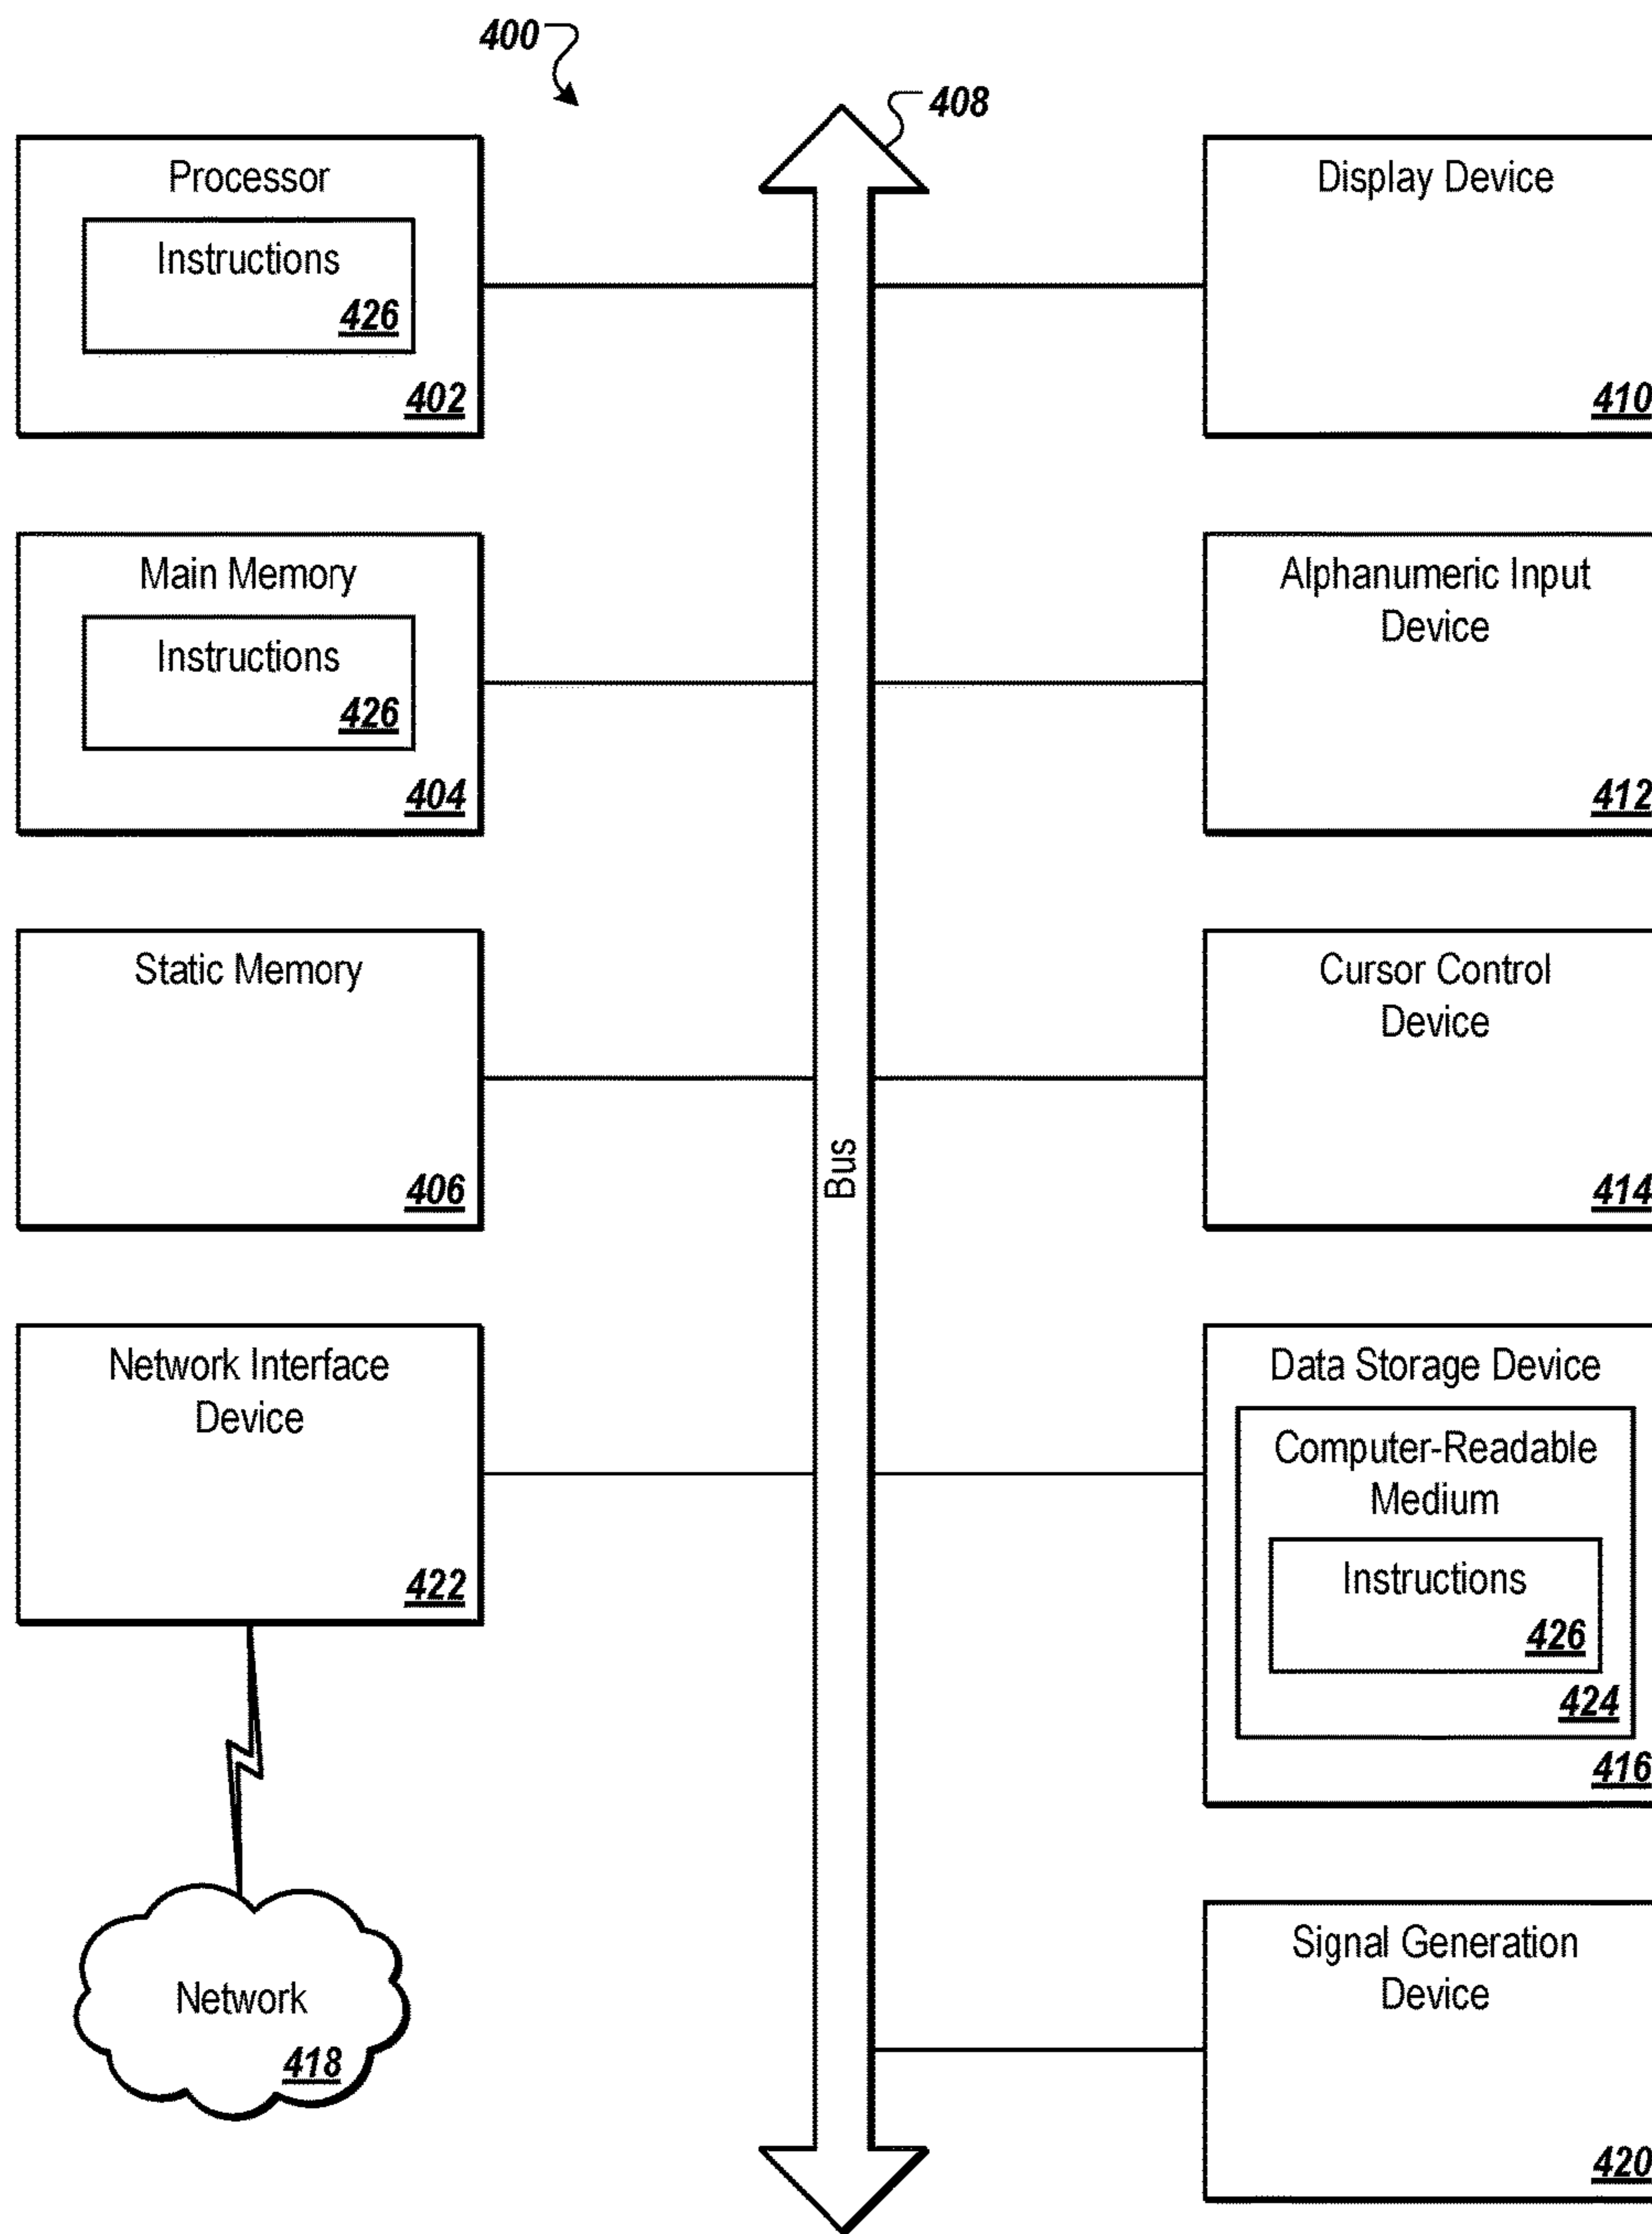 400
408
Processor
Instructions
426
402
Display Device
410
Main Memory
Instructions
426
404
Alphanumeric Input
Device
412
Static Memory
406
Cursor Control
Device
414
Bus
Network Interface
Device
422
Data Storage Device
Computer-Readable
Medium
Instructions
426
424
416
Network
418
Signal Generation
Device
420